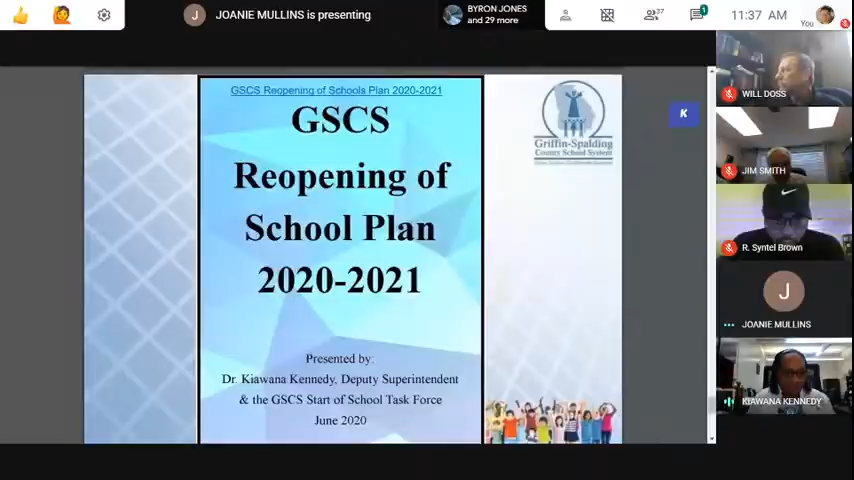 JOANIE MULLINS is presenting
BYRON JONES
and 29 more
37
1
11:37 AM
You
WILL DOSS
JIM SMITH
R. Syntel Brown
J
JOANIE MULLINS
KIAWANA KENNEDY
K
J
GSCS Reopening of Schools Plan 2020-2021
GSCS
Reopening of
School Plan
2020-2021
Presented by:
Dr. Kiawana Kennedy, Deputy Superintendent
& the GSCS Start of School Task Force
June 2020
Griffin-Spalding
County School System